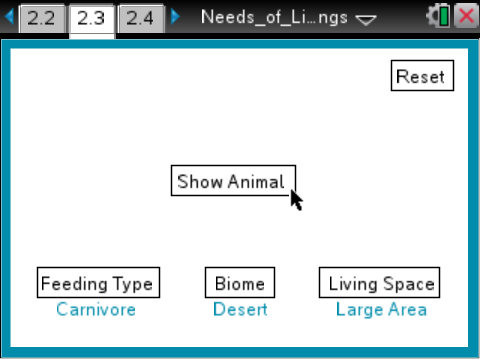 2.2 2.3 2.4 Needs_of_Li...ngs
Reset
Show Animal
Feeding Type Biome Living Space
Carnivore Desert Large Area